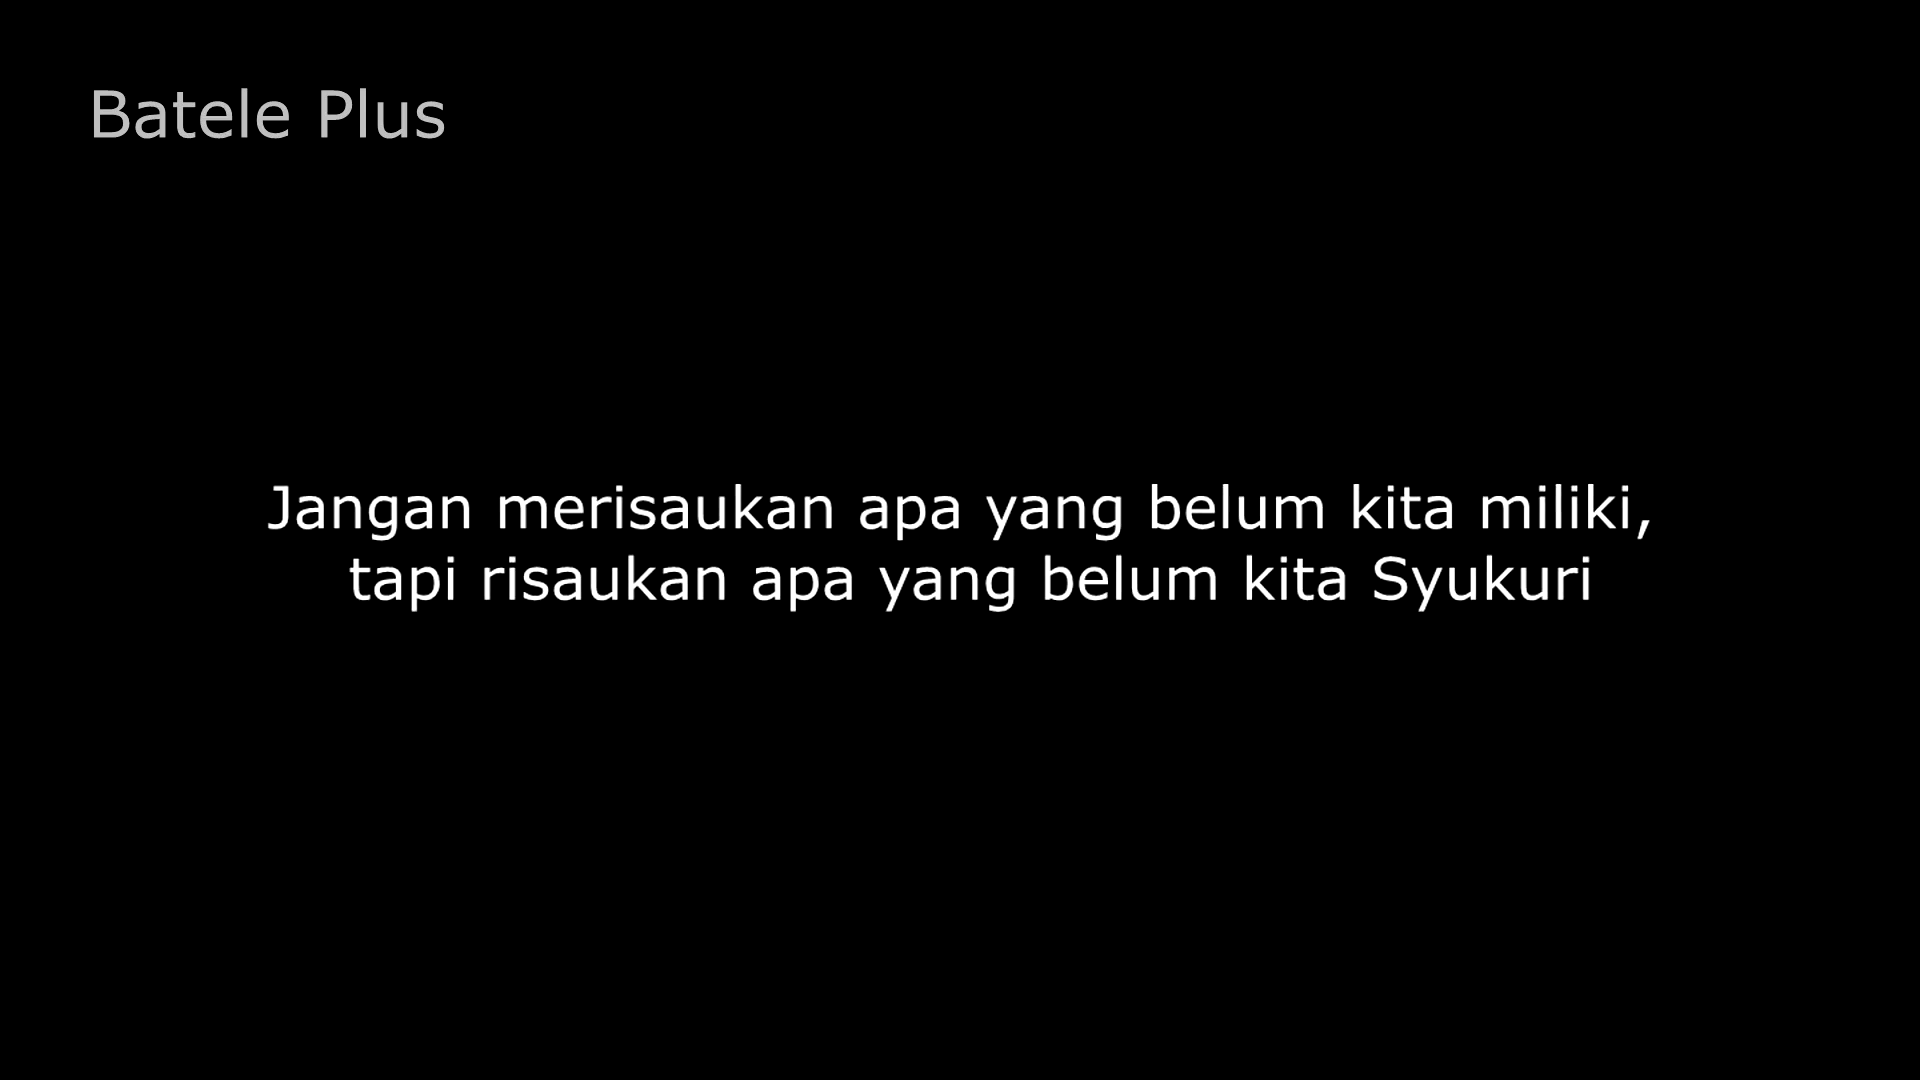 Batele Plus
Jangan merisaukan apa yang belum kita miliki,
tapi risaukan apa yang belum kita Syukuri